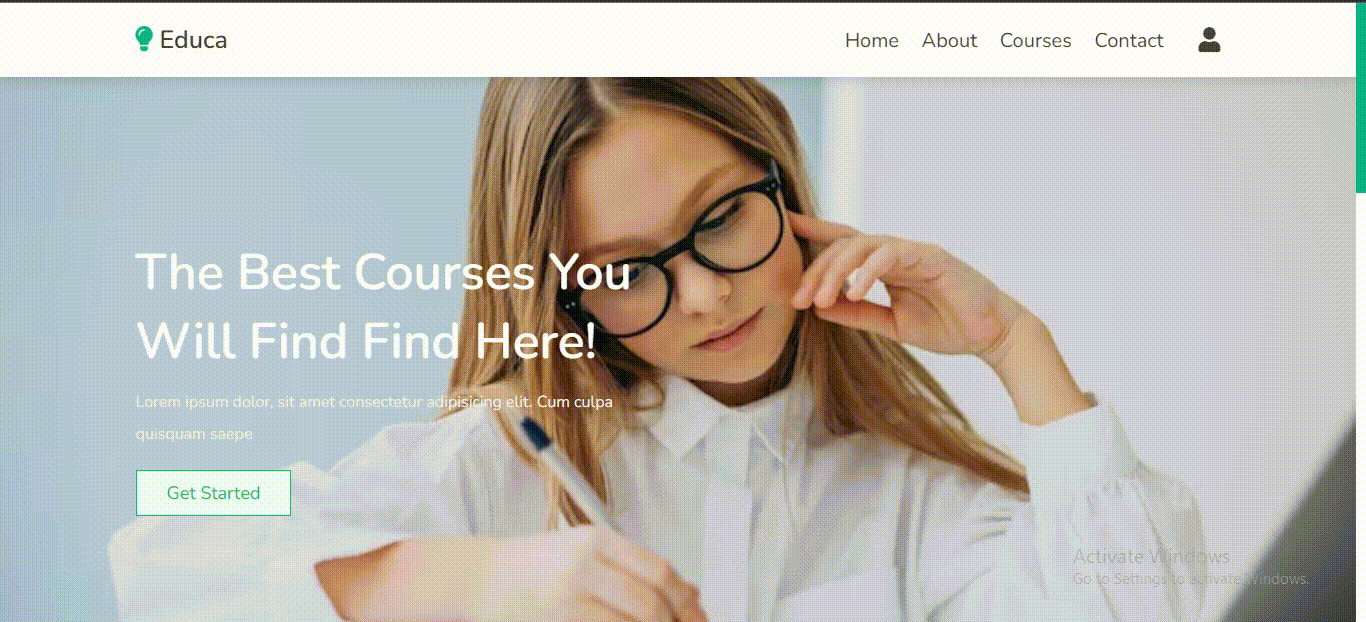 Educa
Home About Courses Contact
The Best Courses You
Will Find Find Here!
Lorem ipsum dolor, sit amet consectetur adipisicing elit. Cum culpa
quisquam saepe
Get Started
Activate Windows
Go to Settings to activate Windows.